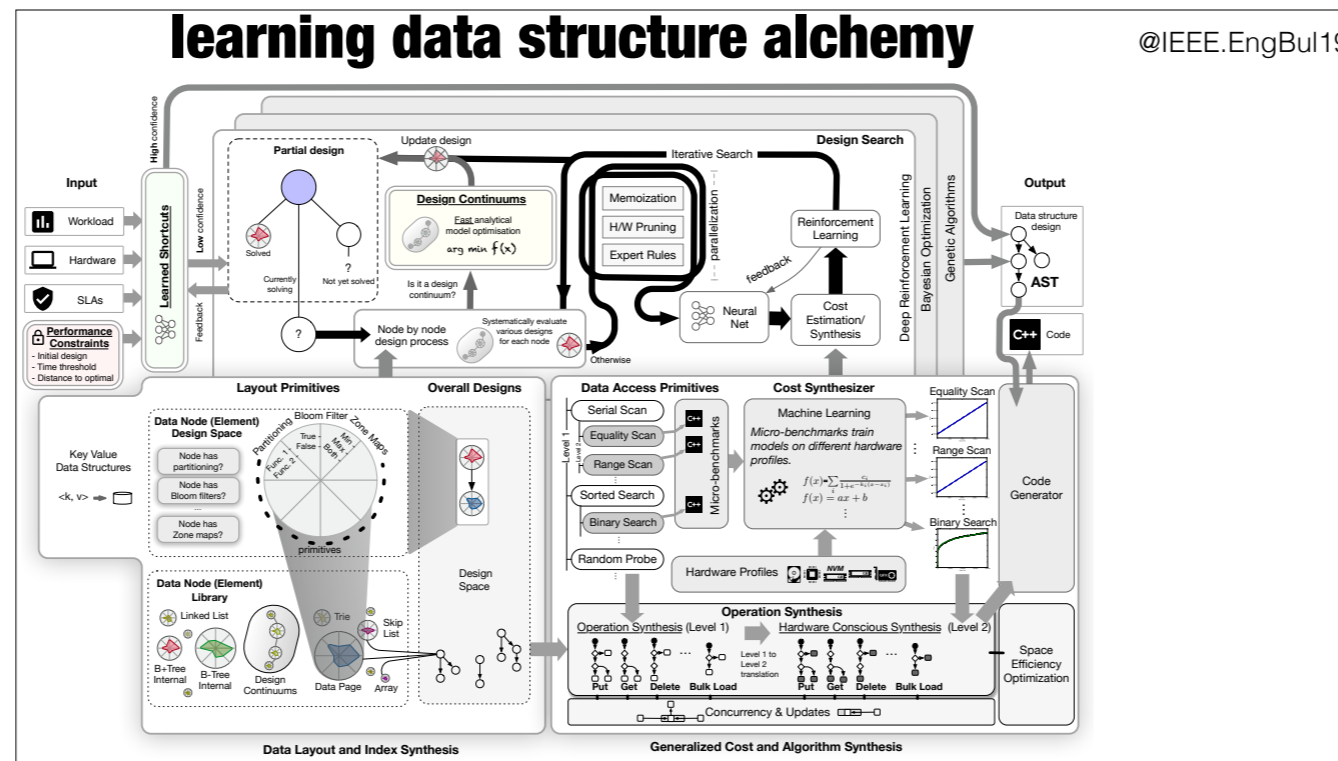 learning data structure alchemy
@IEEE.EngBul19
Input
Workload
Hardware
SLAs
Performance
Constraints
- Initial design
- Time threshold
- Distance to optimal
High confidence
Learned Shortcuts
Low confidence
Feedback
Partial design
Solved
Currently
solving
?
Not yet solved
?
Update design
Design Continuums
Fast analytical
model optimisation
arg min f(x)
Is it a design
continuum?
Node by node
design process
Systematically evaluate
various designs
for each node
Otherwise
Iterative Search
Design Search
Memoization
H/W Pruning
Expert Rules
parallelization
Reinforcement
Learning
feedback
Neural
Net
Cost
Estimation/
Synthesis
Deep Reinforcement Learning
Bayesian Optimization
Genetic Algorithms
Output
Data structure
design
AST
C++
Code
Key Value
Data Structures
<k, v>
Layout Primitives
Data Node (Element)
Design Space
Node has
partitioning?
Node has
Bloom filters?
...
Node has
Zone maps?
Partitioning
Bloom Filter
Zone Maps
Func. 1
Func. 2
True
False
Min
Max
Both
primitives
Overall Designs
Design
Space
Data Node (Element)
Library
Linked List
B+Tree
Internal
B-Tree
Internal
Design
Continuums
Trie
Data Page
Skip
List
Array
Data Layout and Index Synthesis
Data Access Primitives
Level 1
Level 2
Serial Scan
Equality Scan
Range Scan
⋮
Sorted Search
Binary Search
⋮
Random Probe
⋮
C++
C++
C++
Micro-benchmarks
Cost Synthesizer
Machine Learning
Micro-benchmarks train
models on different hardware
profiles.
f(x) = ax + b
⋮
Hardware Profiles
NVM
Equality Scan
⋮
Range Scan
⋮
Binary Search
Code
Generator
Operation Synthesis
Operation Synthesis (Level 1)
Hardware Conscious Synthesis (Level 2)
Level 1 to
Level 2
translation
...
...
Put Get Delete Bulk Load
Put Get Delete Bulk Load
Concurrency & Updates
Space
Efficiency
Optimization
Generalized Cost and Algorithm Synthesis